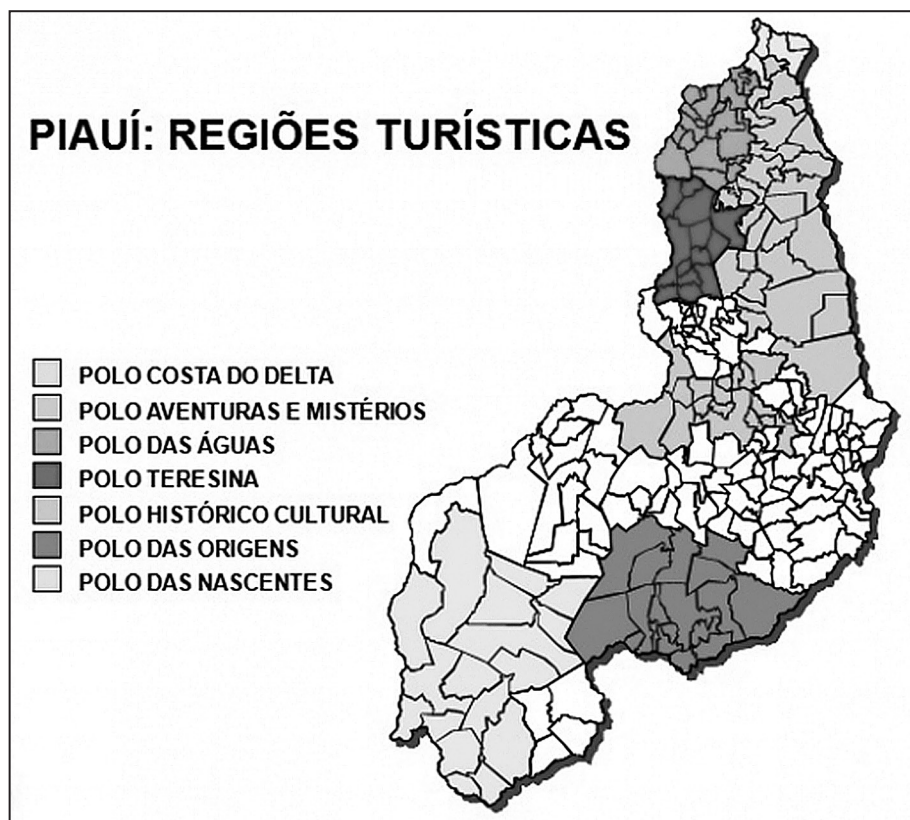 PIAUÍ: REGIÕES TURÍSTICAS
POLO COSTA DO DELTA
POLO AVENTURAS E MISTÉRIOS
POLO DAS ÁGUAS
POLO TERESINA
POLO HISTÓRICO CULTURAL
POLO DAS ORIGENS
POLO DAS NASCENTES